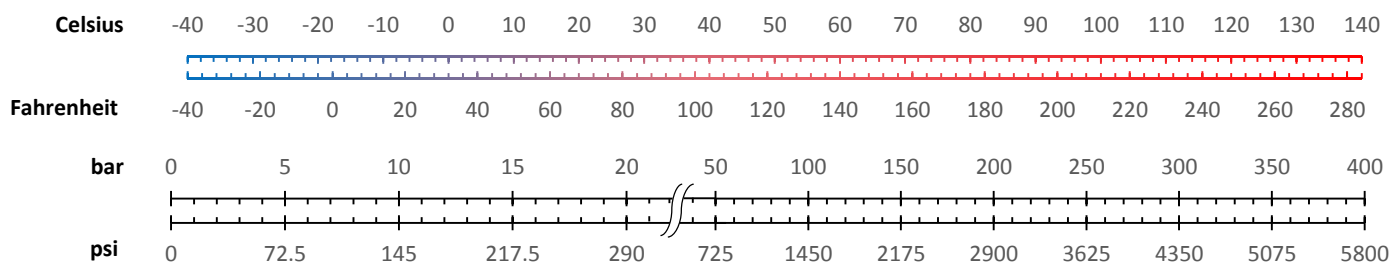 Celsius -40 -30 -20 -10 0 10 20 30 40 50 60 70 80 90 100 110 120 130 140
Fahrenheit -40 -20 0 20 40 60 80 100 120 140 160 180 200 220 240 260 280
bar 0 5 10 15 20 50 100 150 200 250 300 350 400
psi 0 72.5 145 217.5 290 725 1450 2175 2900 3625 4350 5075 5800